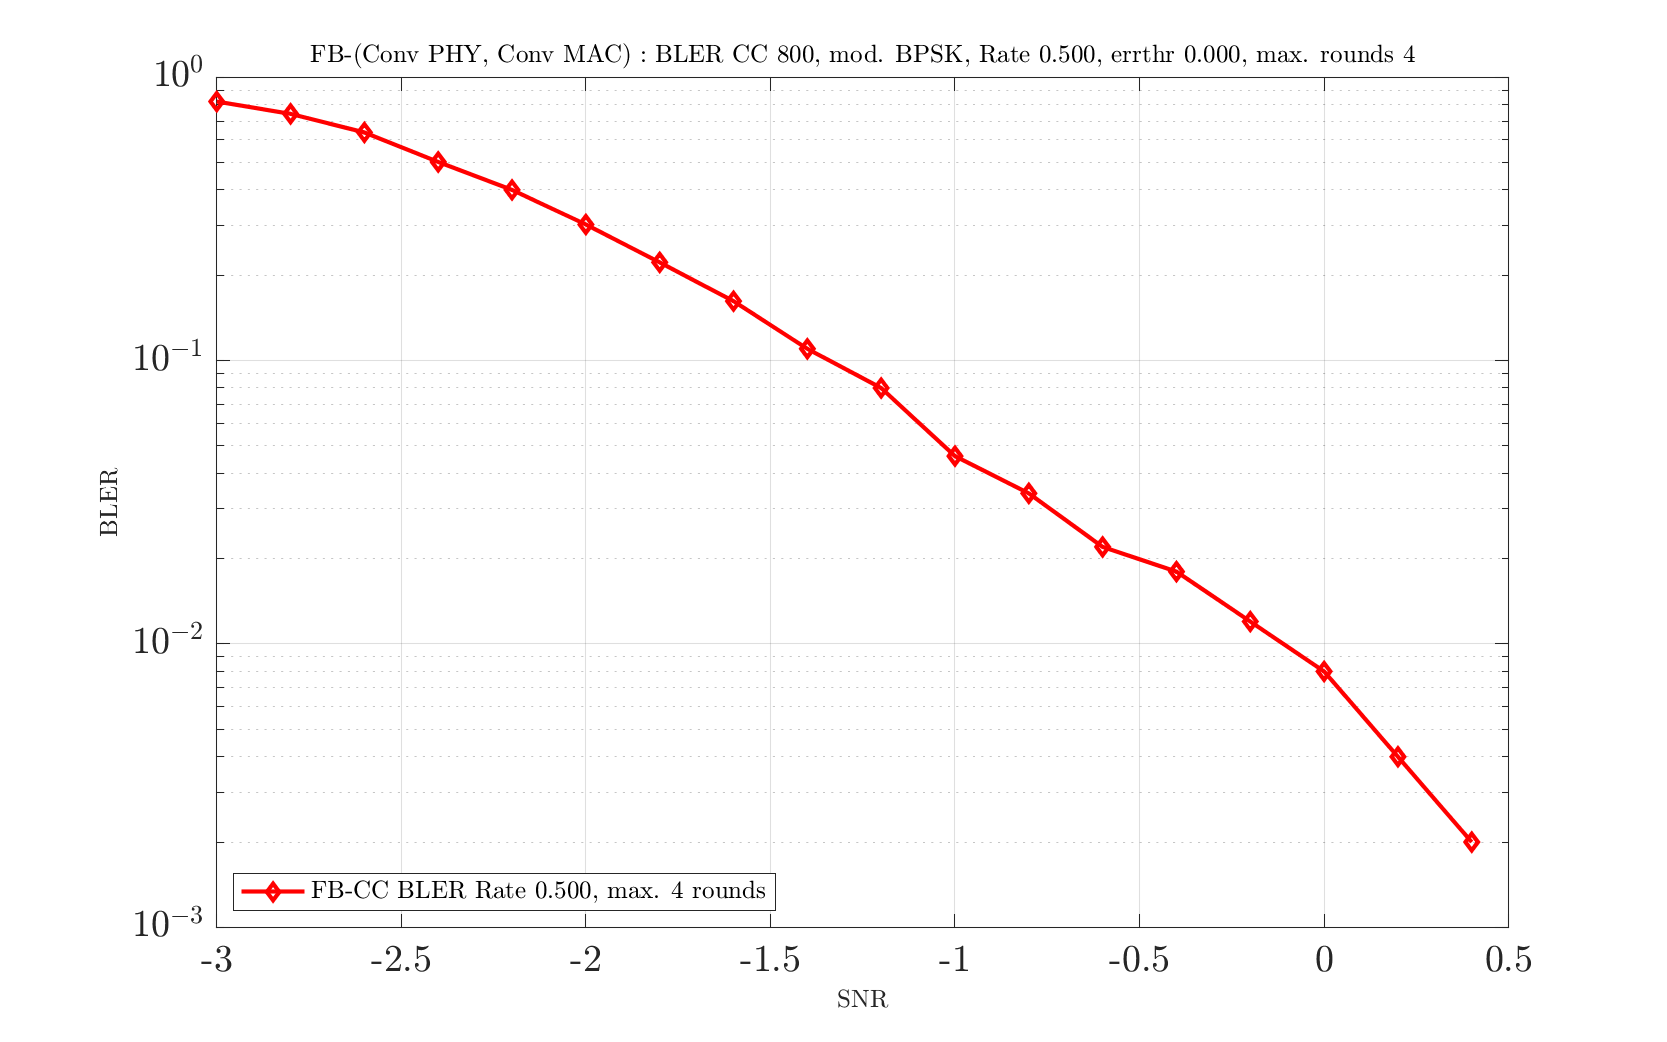 FB-(Conv PHY, Conv MAC) : BLER CC 800, mod. BPSK, Rate 0.500, errthr 0.000, max. rounds 4
10^0
10^-1
10^-2
10^-3
BLER
FB-CC BLER Rate 0.500, max. 4 rounds
-3 -2.5 -2 -1.5 -1 -0.5 0 0.5
SNR